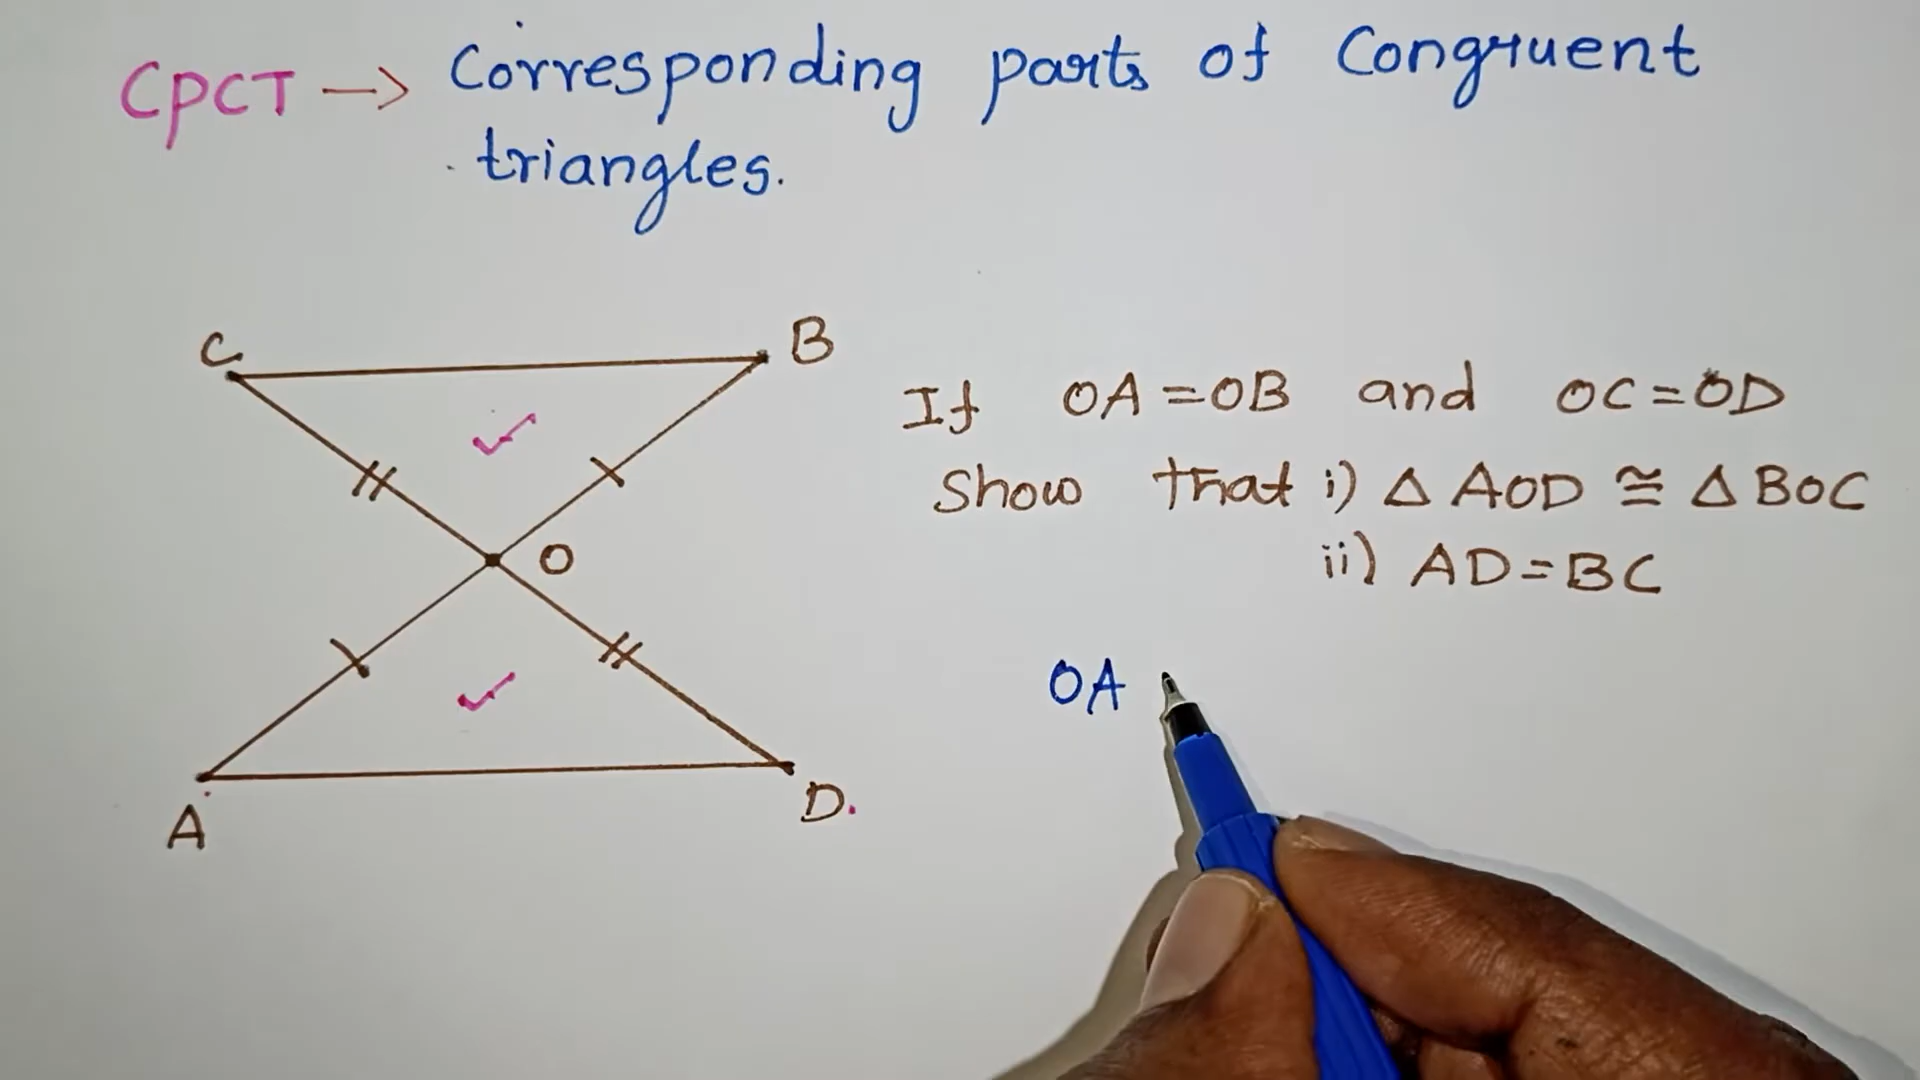 CPCT → Corresponding parts of Congruent
triangles.
C
B
If OA = OB and OC = OD
Show that i) △ AOD ≅ △ BOC
O
ii) AD = BC
OA
A
D.